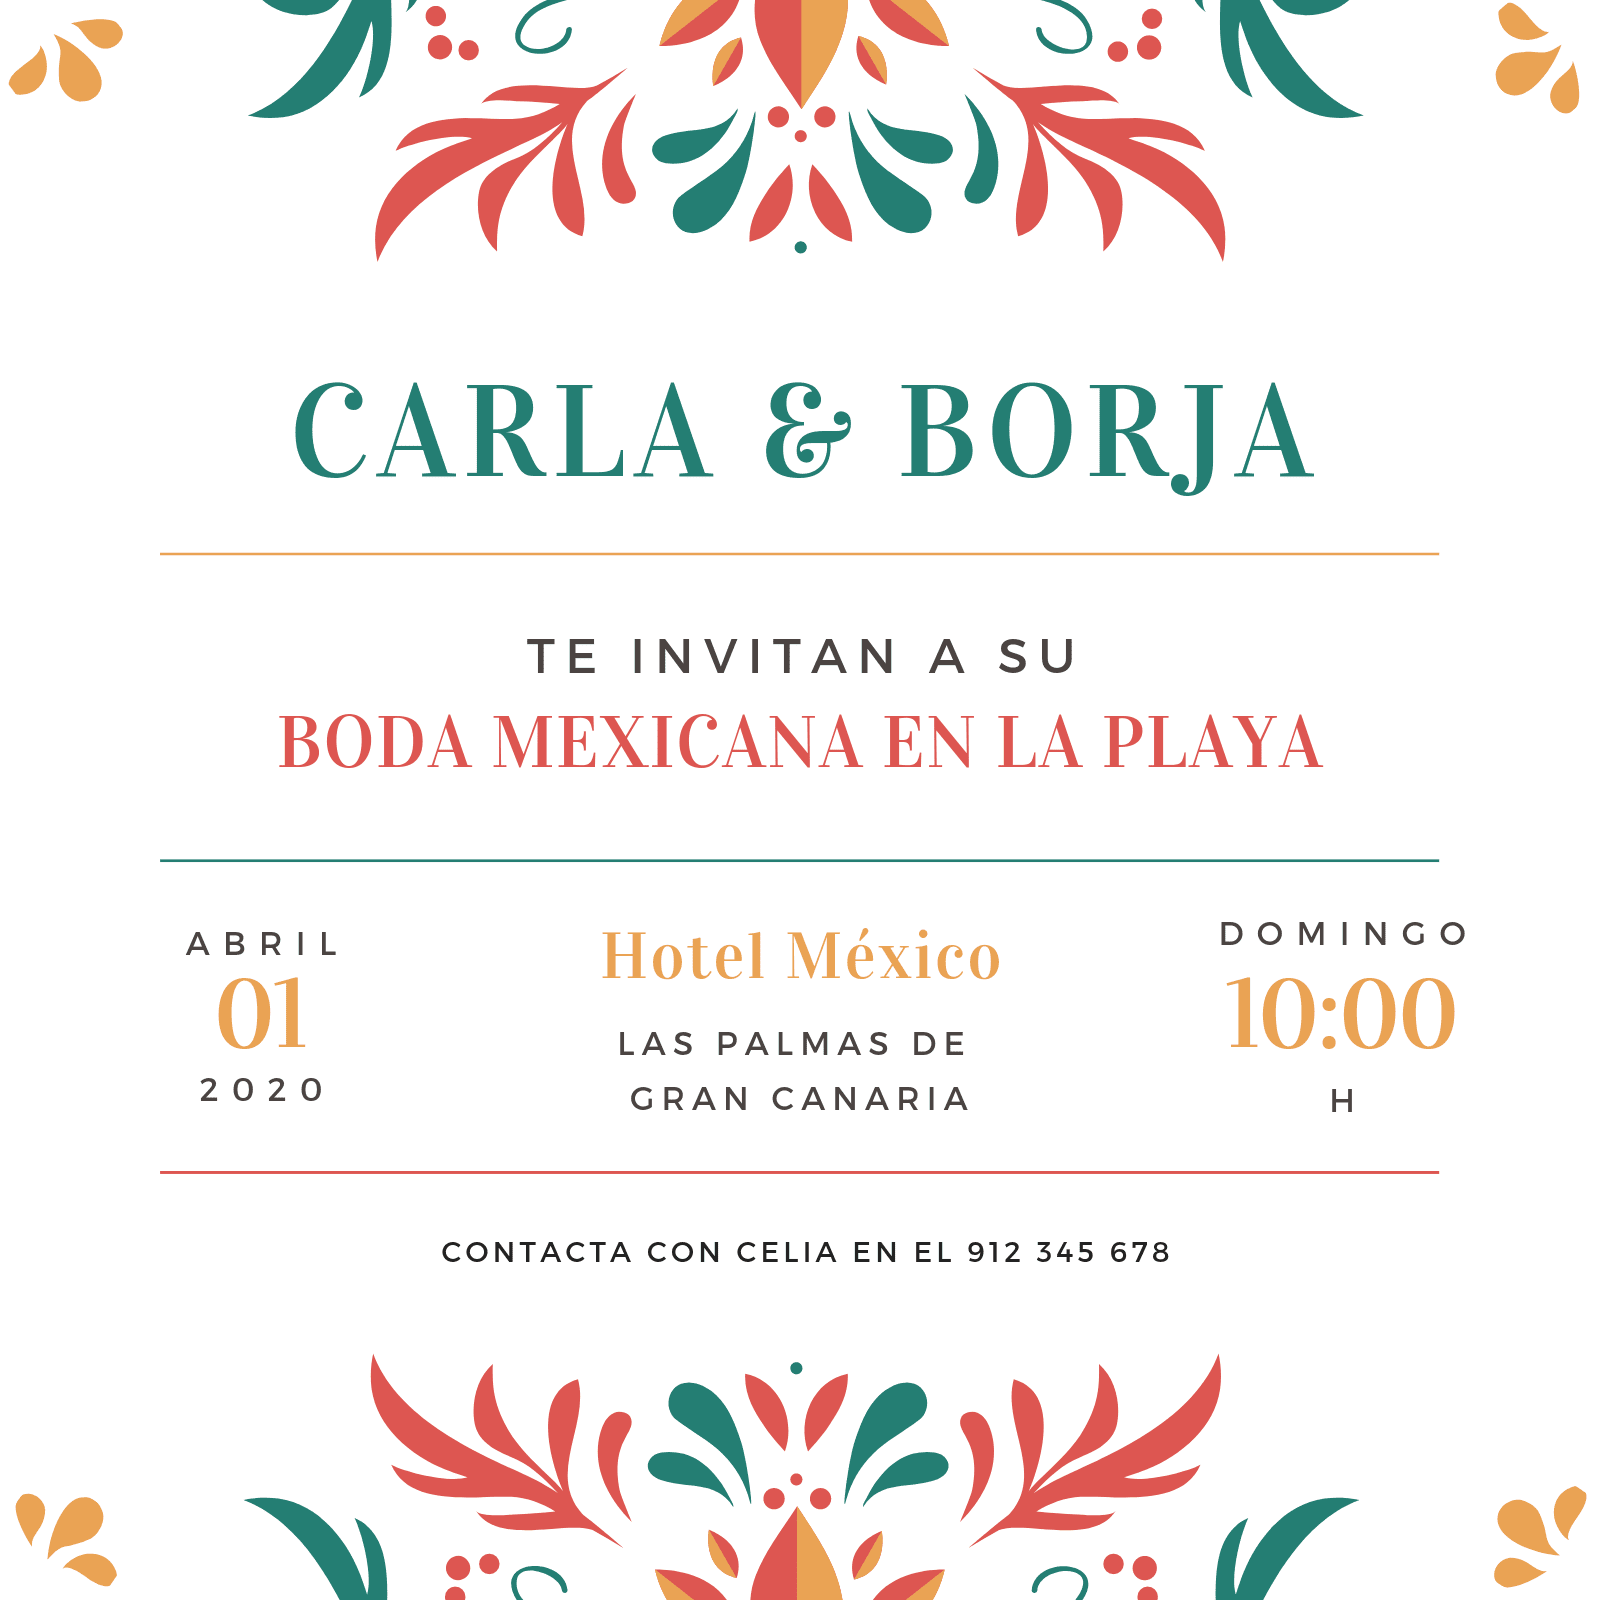 CARLA & BORJA
TE INVITAN A SU
BODA MEXICANA EN LA PLAYA
ABRIL
01
2020
Hotel México
LAS PALMAS DE
GRAN CANARIA
DOMINGO
10:00
H
CONTACTA CON CELIA EN EL 912 345 678